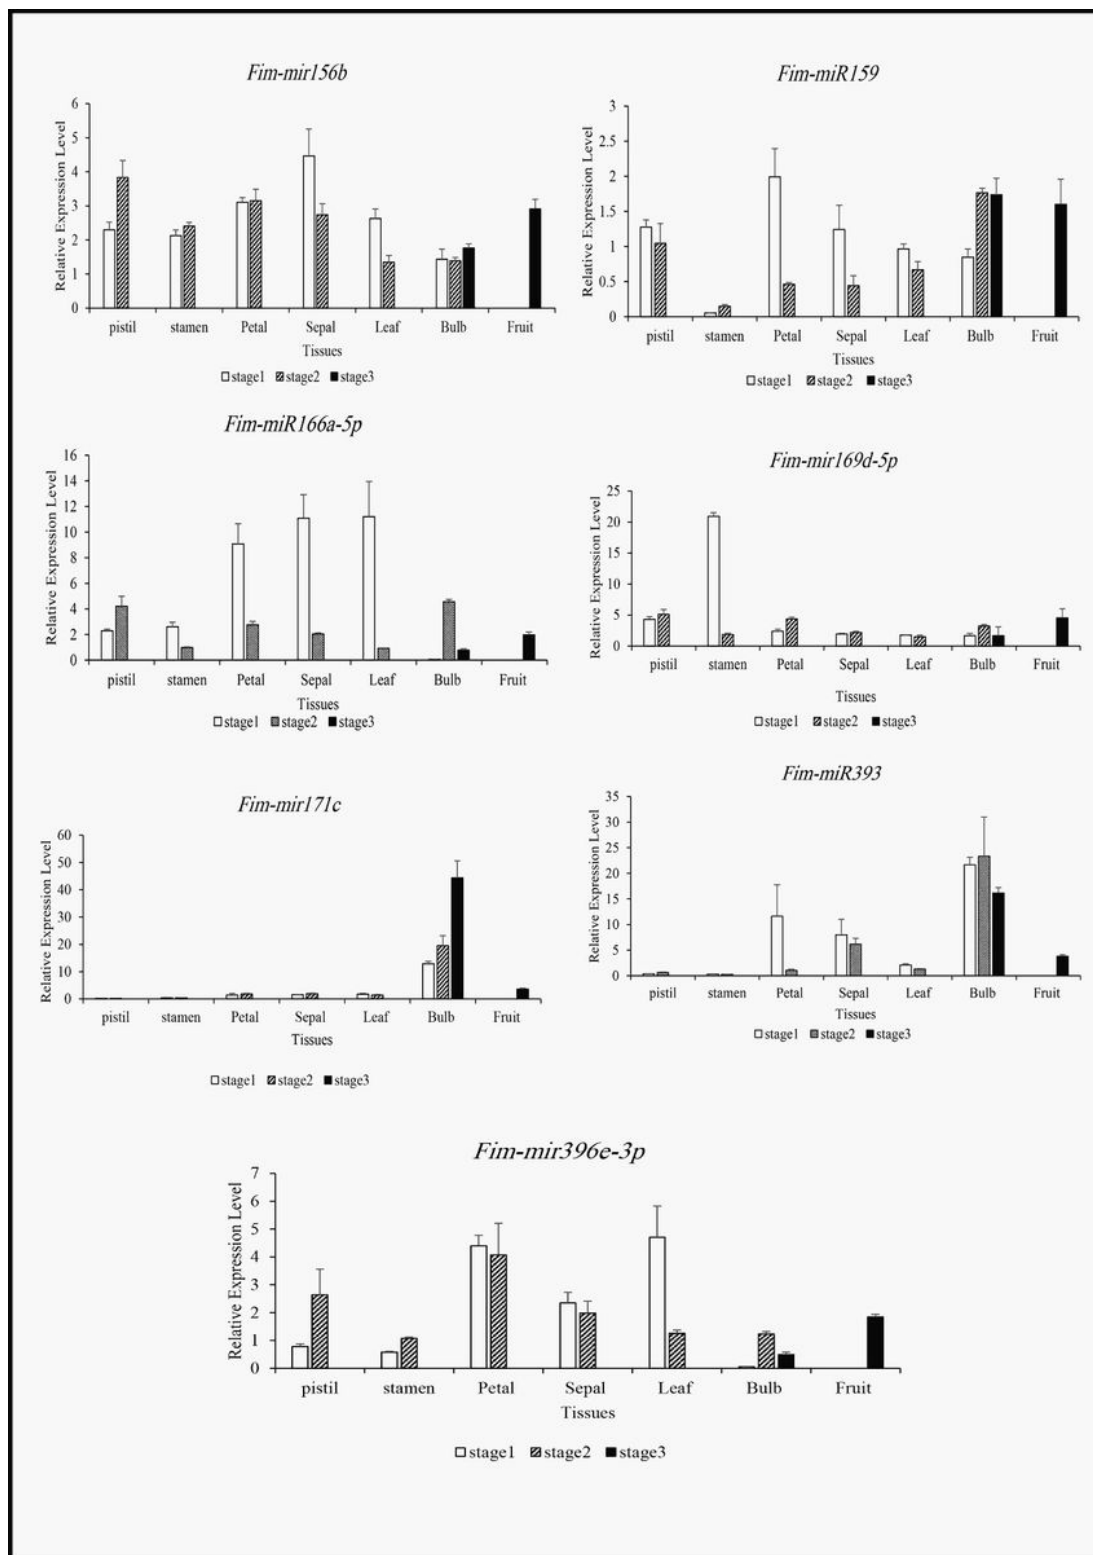 Fim-mir156b
Relative Expression Level
6
5
4
3
2
1
0
pistil stamen Petal Sepal Leaf Bulb Fruit
Tissues
stage1 stage2 stage3
Fim-miR159
Relative Expression Level
3
2.5
2
1.5
1
0.5
0
pistil stamen Petal Sepal Leaf Bulb Fruit
Tissues
stage1 stage2 stage3
Fim-miR166a-5p
Relative Expression Level
16
14
12
10
8
6
4
2
0
pistil stamen Petal Sepal Leaf Bulb Fruit
Tissues
stage1 stage2 stage3
Fim-mir169d-5p
Relative Expression Level
25
20
15
10
5
0
pistil stamen Petal Sepal Leaf Bulb Fruit
Tissues
stage1 stage2 stage3
Fim-mir171c
Relative Expression Level
60
50
40
30
20
10
0
pistil stamen Petal Sepal Leaf Bulb Fruit
Tissues
stage1 stage2 stage3
Fim-miR393
Relative Expression Level
35
30
25
20
15
10
5
0
pistil stamen Petal Sepal Leaf Bulb Fruit
Tissues
stage1 stage2 stage3
Fim-mir396e-3p
Relative Expression Level
7
6
5
4
3
2
1
0
pistil stamen Petal Sepal Leaf Bulb Fruit
Tissues
stage1 stage2 stage3